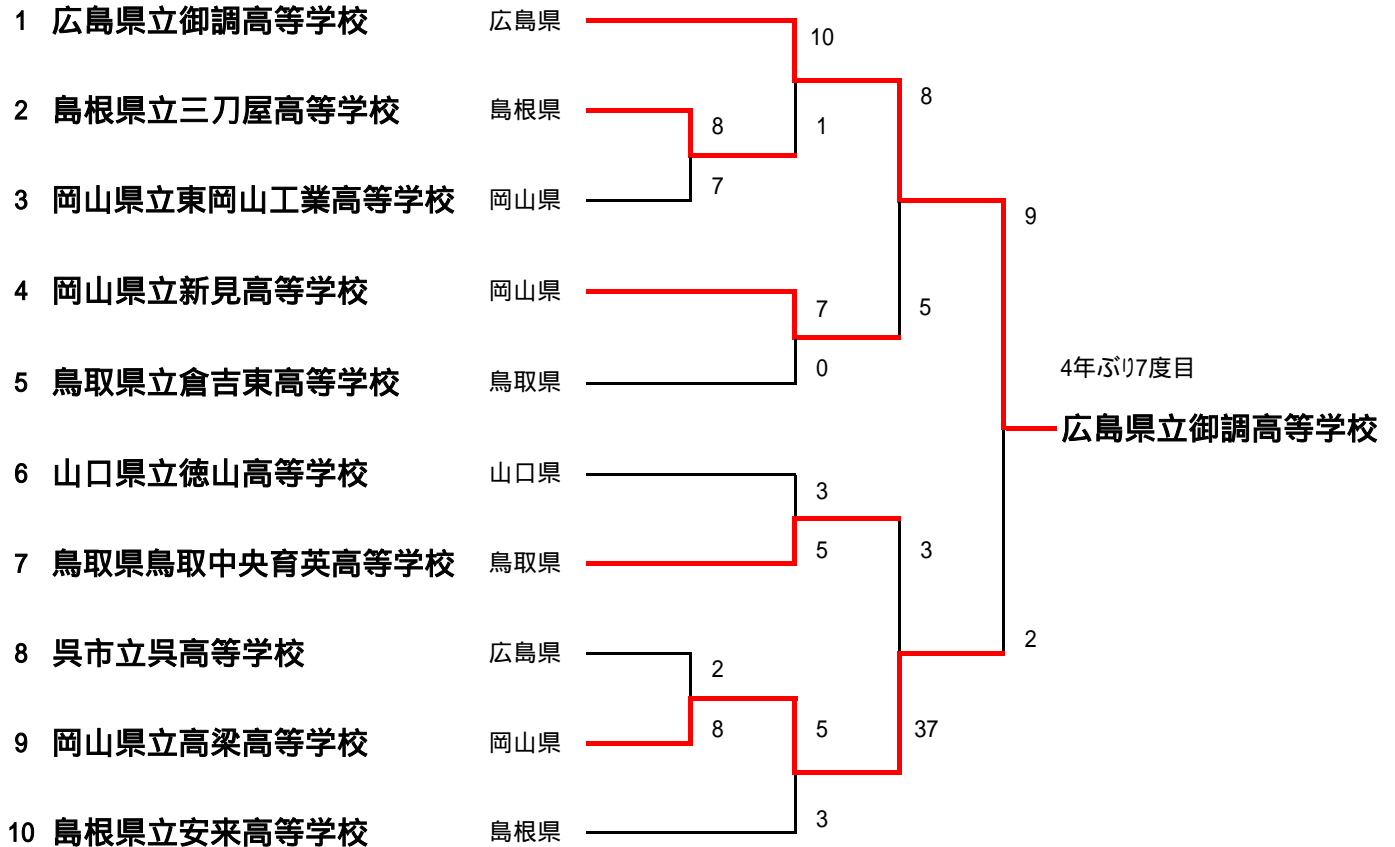 1 広島県立御調高等学校 広島県
10
8
2 島根県立三刀屋高等学校 島根県
8
1
7
3 岡山県立東岡山工業高等学校 岡山県
9
4 岡山県立新見高等学校 岡山県
7
5
0
5 鳥取県立倉吉東高等学校 鳥取県
4年ぶり7度目
広島県立御調高等学校
6 山口県立徳山高等学校 山口県
3
5
3
7 鳥取県鳥取中央育英高等学校 鳥取県
8 呉市立呉高等学校 広島県
2
2
8
5
37
9 岡山県立高梁高等学校 岡山県
3
10 島根県立安来高等学校 島根県